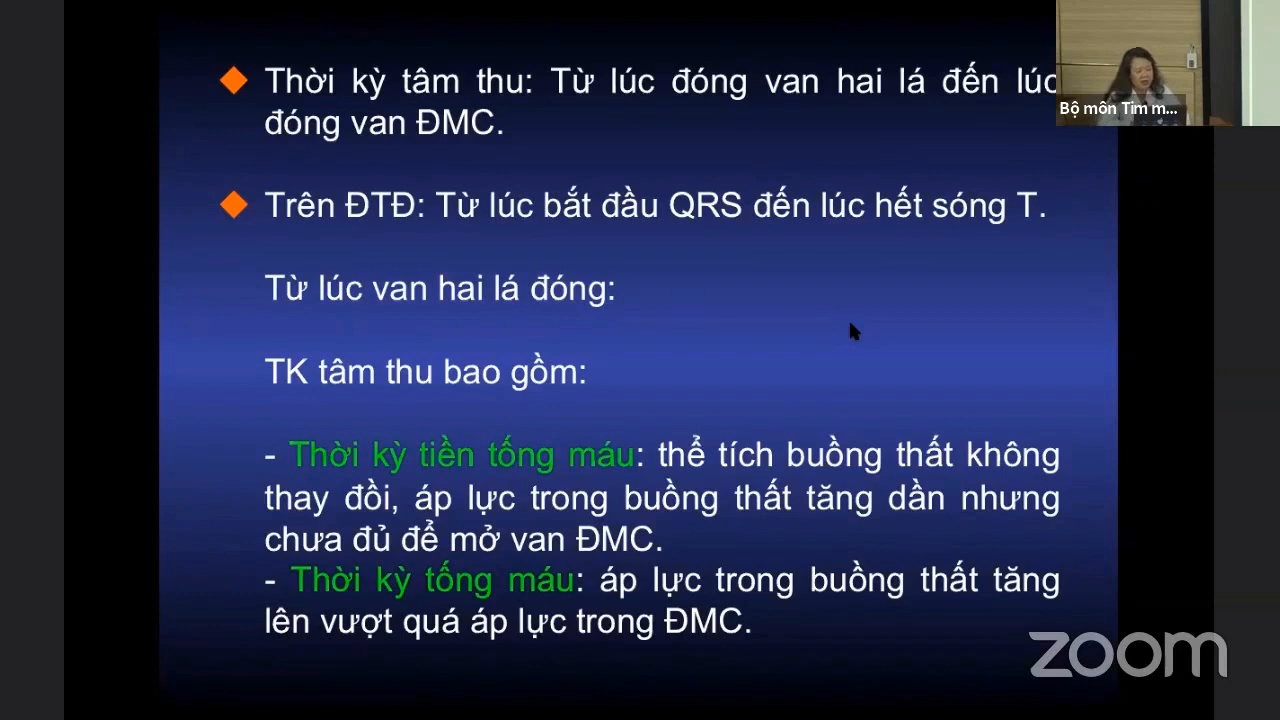 Thời kỳ tâm thu: Từ lúc đóng van hai lá đến lúc
đóng van ĐMC.
Bộ môn Tim m...
Trên ĐTĐ: Từ lúc bắt đầu QRS đến lúc hết sóng T.
Từ lúc van hai lá đóng:
TK tâm thu bao gồm:
- Thời kỳ tiền tống máu: thể tích buồng thất không
thay đồi, áp lực trong buồng thất tăng dần nhưng
chưa đủ để mở van ĐMC.
- Thời kỳ tống máu: áp lực trong buồng thất tăng
lên vượt quá áp lực trong ĐMC.
zoom